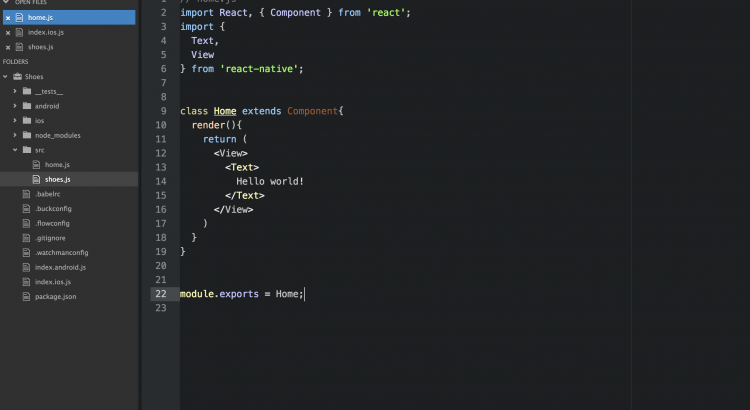 OPEN FILES
home.js
index.ios.js
shoes.js
FOLDERS
Shoes
__tests__
android
ios
node_modules
src
home.js
shoes.js
.babelrc
.buckconfig
.flowconfig
.gitignore
.watchmanconfig
index.android.js
index.ios.js
package.json
// home.js
2 import React, { Component } from 'react';
3 import {
4 Text,
5 View
6 } from 'react-native';
7
8
9 class Home extends Component{
10 render(){
11 return (
12 <View>
13 <Text>
14 Hello world!
15 </Text>
16 </View>
17 )
18 }
19 }
20
21
22 module.exports = Home;
23